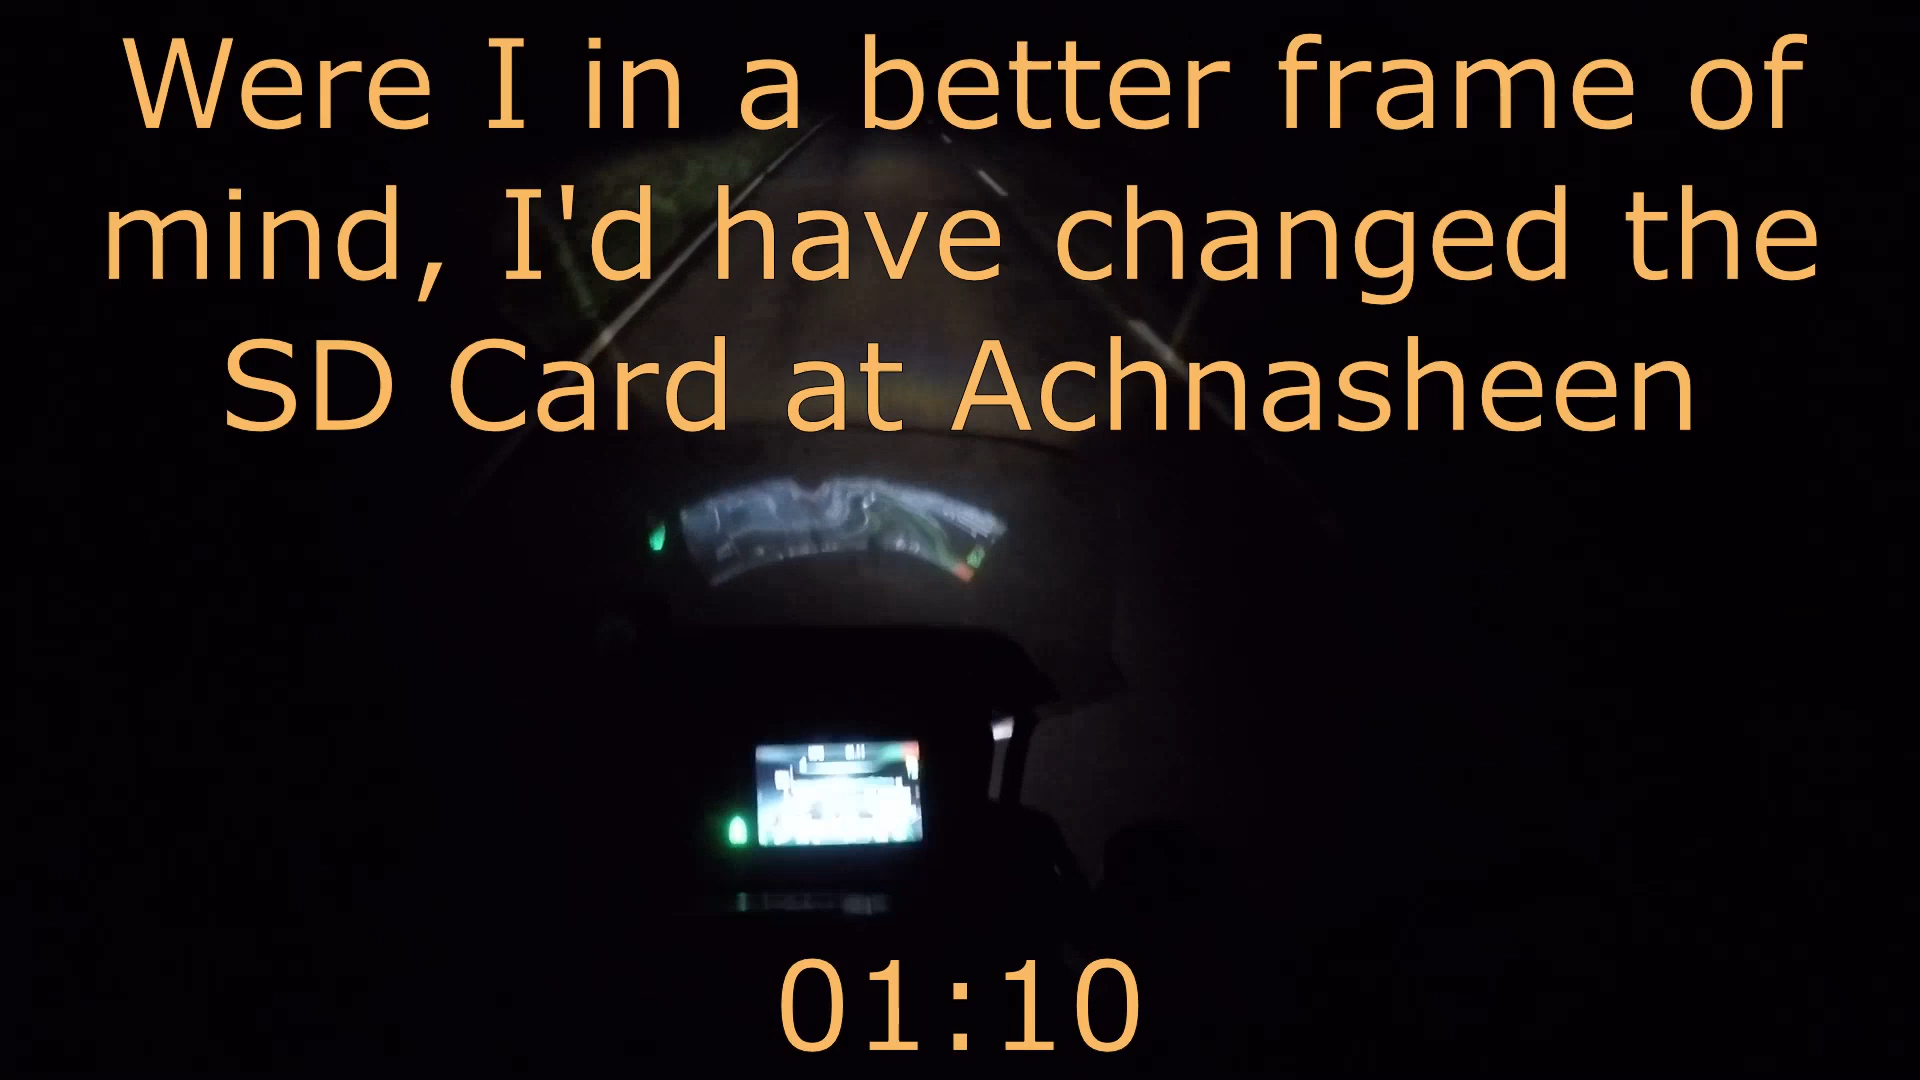 Were I in a better frame of
mind, I'd have changed the
SD Card at Achnasheen
01:10